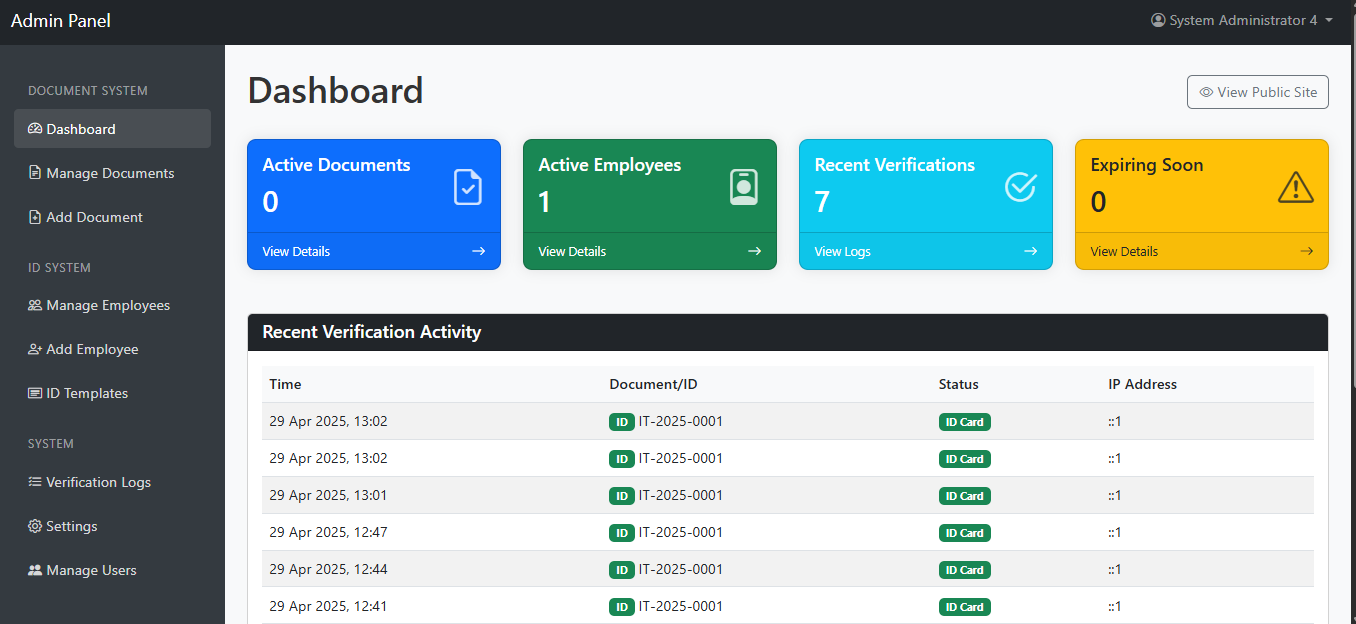 Admin Panel
System Administrator 4
DOCUMENT SYSTEM
Dashboard
Manage Documents
Add Document
ID SYSTEM
Manage Employees
Add Employee
ID Templates
SYSTEM
Verification Logs
Settings
Manage Users
Dashboard
View Public Site
Active Documents
0
View Details
Active Employees
1
View Details
Recent Verifications
7
View Logs
Expiring Soon
0
View Details
Recent Verification Activity
Time Document/ID Status IP Address
29 Apr 2025, 13:02 ID IT-2025-0001 ID Card ::1
29 Apr 2025, 13:02 ID IT-2025-0001 ID Card ::1
29 Apr 2025, 13:01 ID IT-2025-0001 ID Card ::1
29 Apr 2025, 12:47 ID IT-2025-0001 ID Card ::1
29 Apr 2025, 12:44 ID IT-2025-0001 ID Card ::1
29 Apr 2025, 12:41 ID IT-2025-0001 ID Card ::1